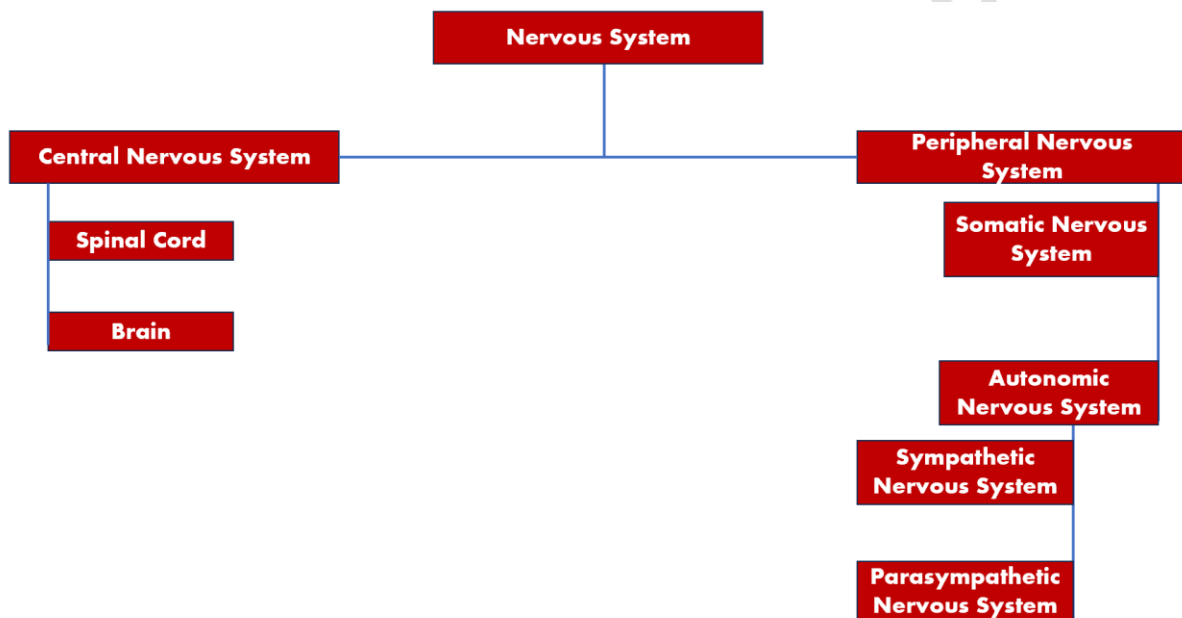 Nervous System
Central Nervous System
Peripheral Nervous
System
Spinal Cord
Somatic Nervous
System
Brain
Autonomic
Nervous System
Sympathetic
Nervous System
Parasympathetic
Nervous System